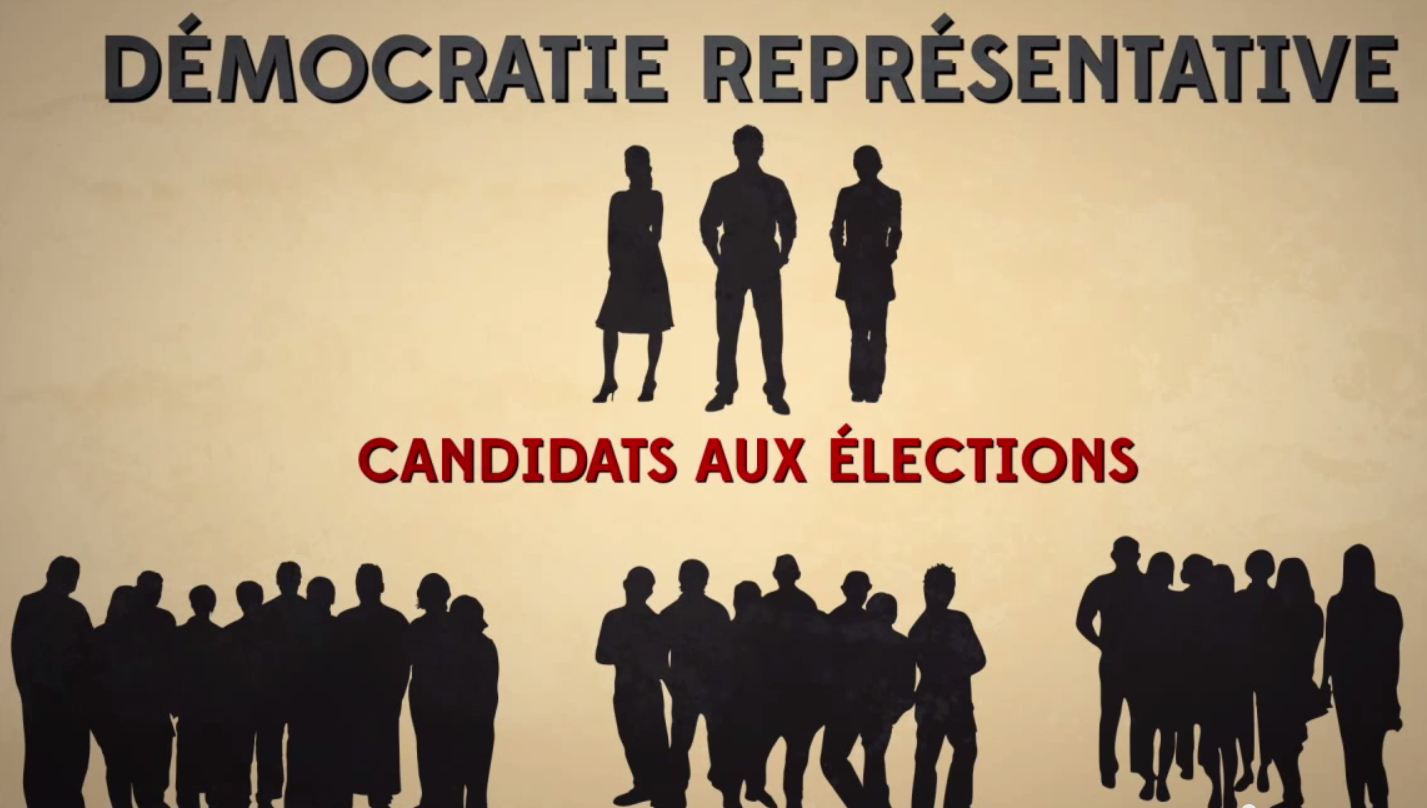 DÉMOCRATIE REPRÉSENTATIVE
CANDIDATS AUX ÉLECTIONS